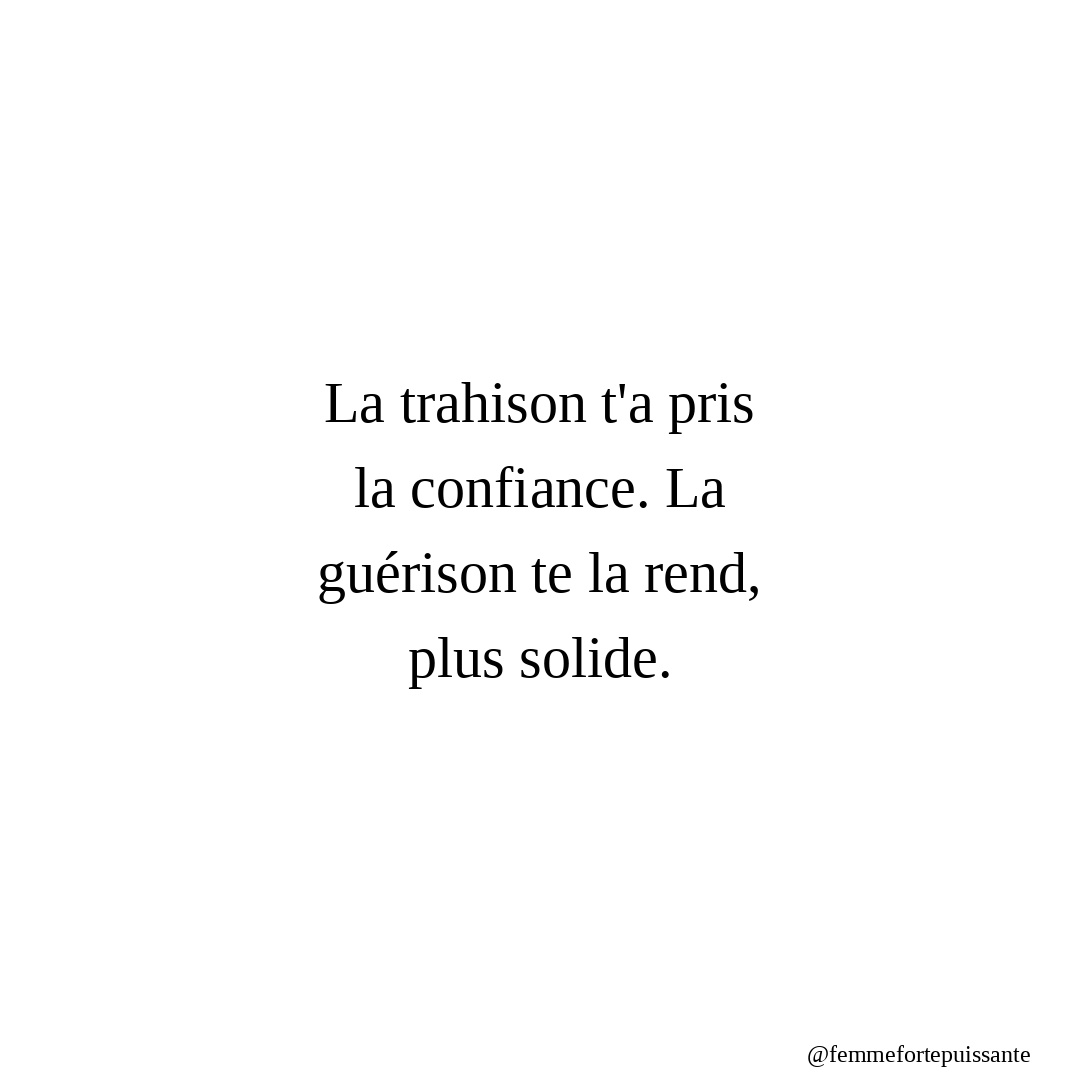 La trahison t'a pris
la confiance. La
guérison te la rend,
plus solide.
@femmefortepuissante